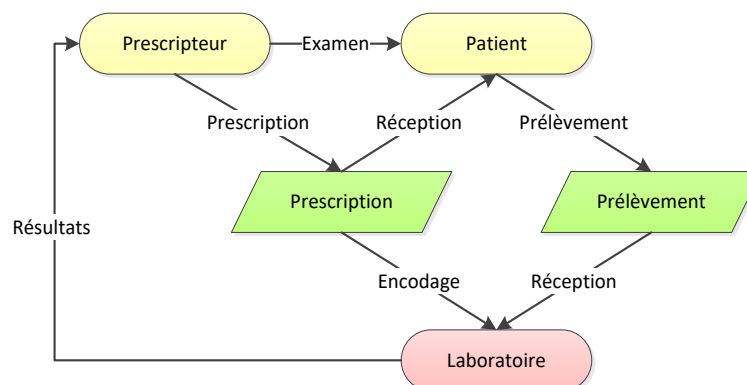 Prescripteur
Examen
Patient
Prescription
Réception
Prélèvement
Prescription
Prélèvement
Résultats
Encodage
Réception
Laboratoire